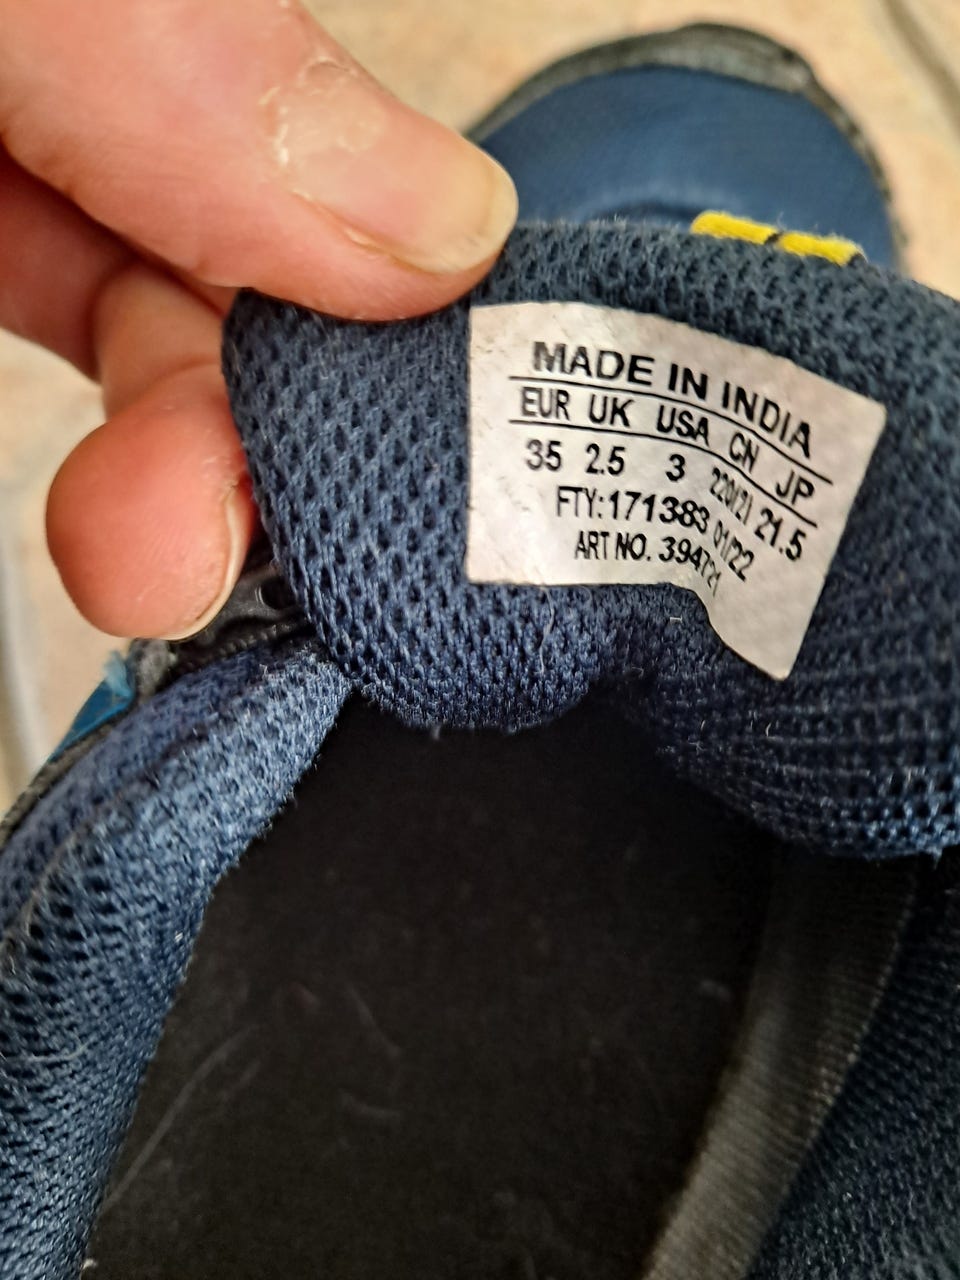 MADE IN INDIA
EUR UK USA CN JP
35 2.5 3 220/21 21.5
FTY:171383 01/22
ART NO. 394721